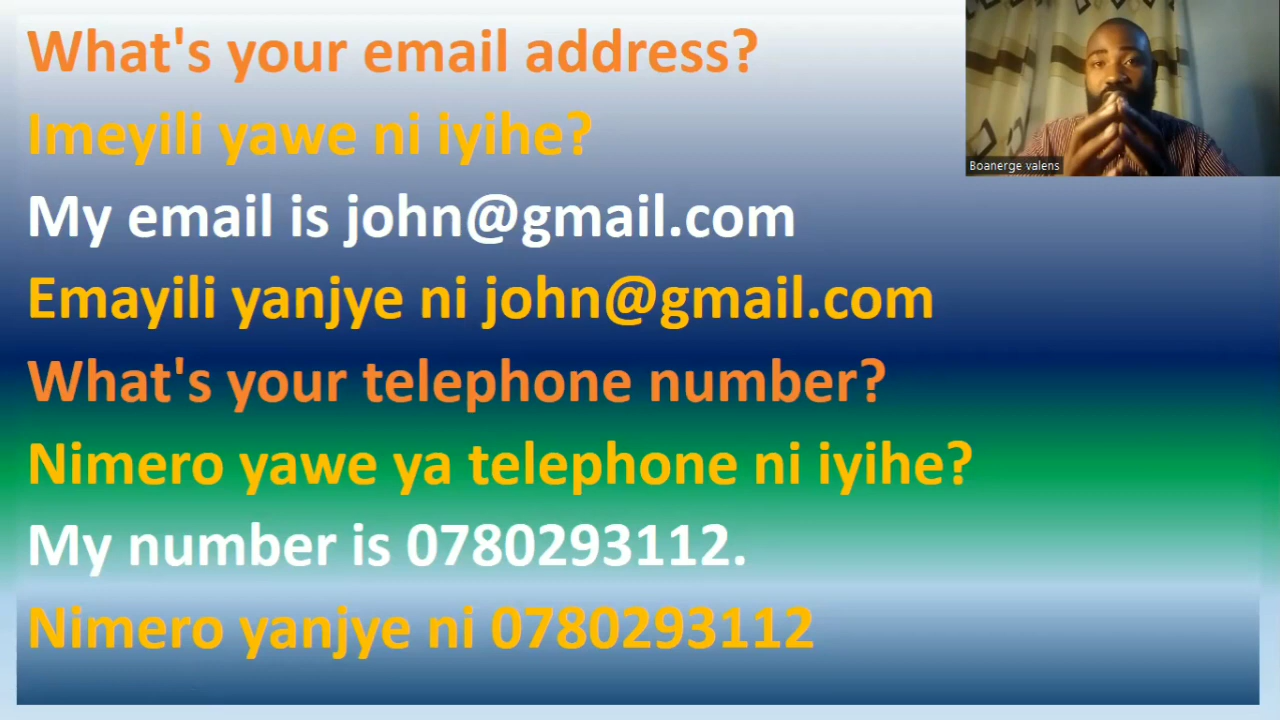 What's your email address?
Imeyili yawe ni iyihe?
My email is john@gmail.com
Emayili yanjye ni john@gmail.com
What's your telephone number?
Nimero yawe ya telephone ni iyihe?
My number is 0780293112.
Nimero yanjye ni 0780293112
Boanerge valens